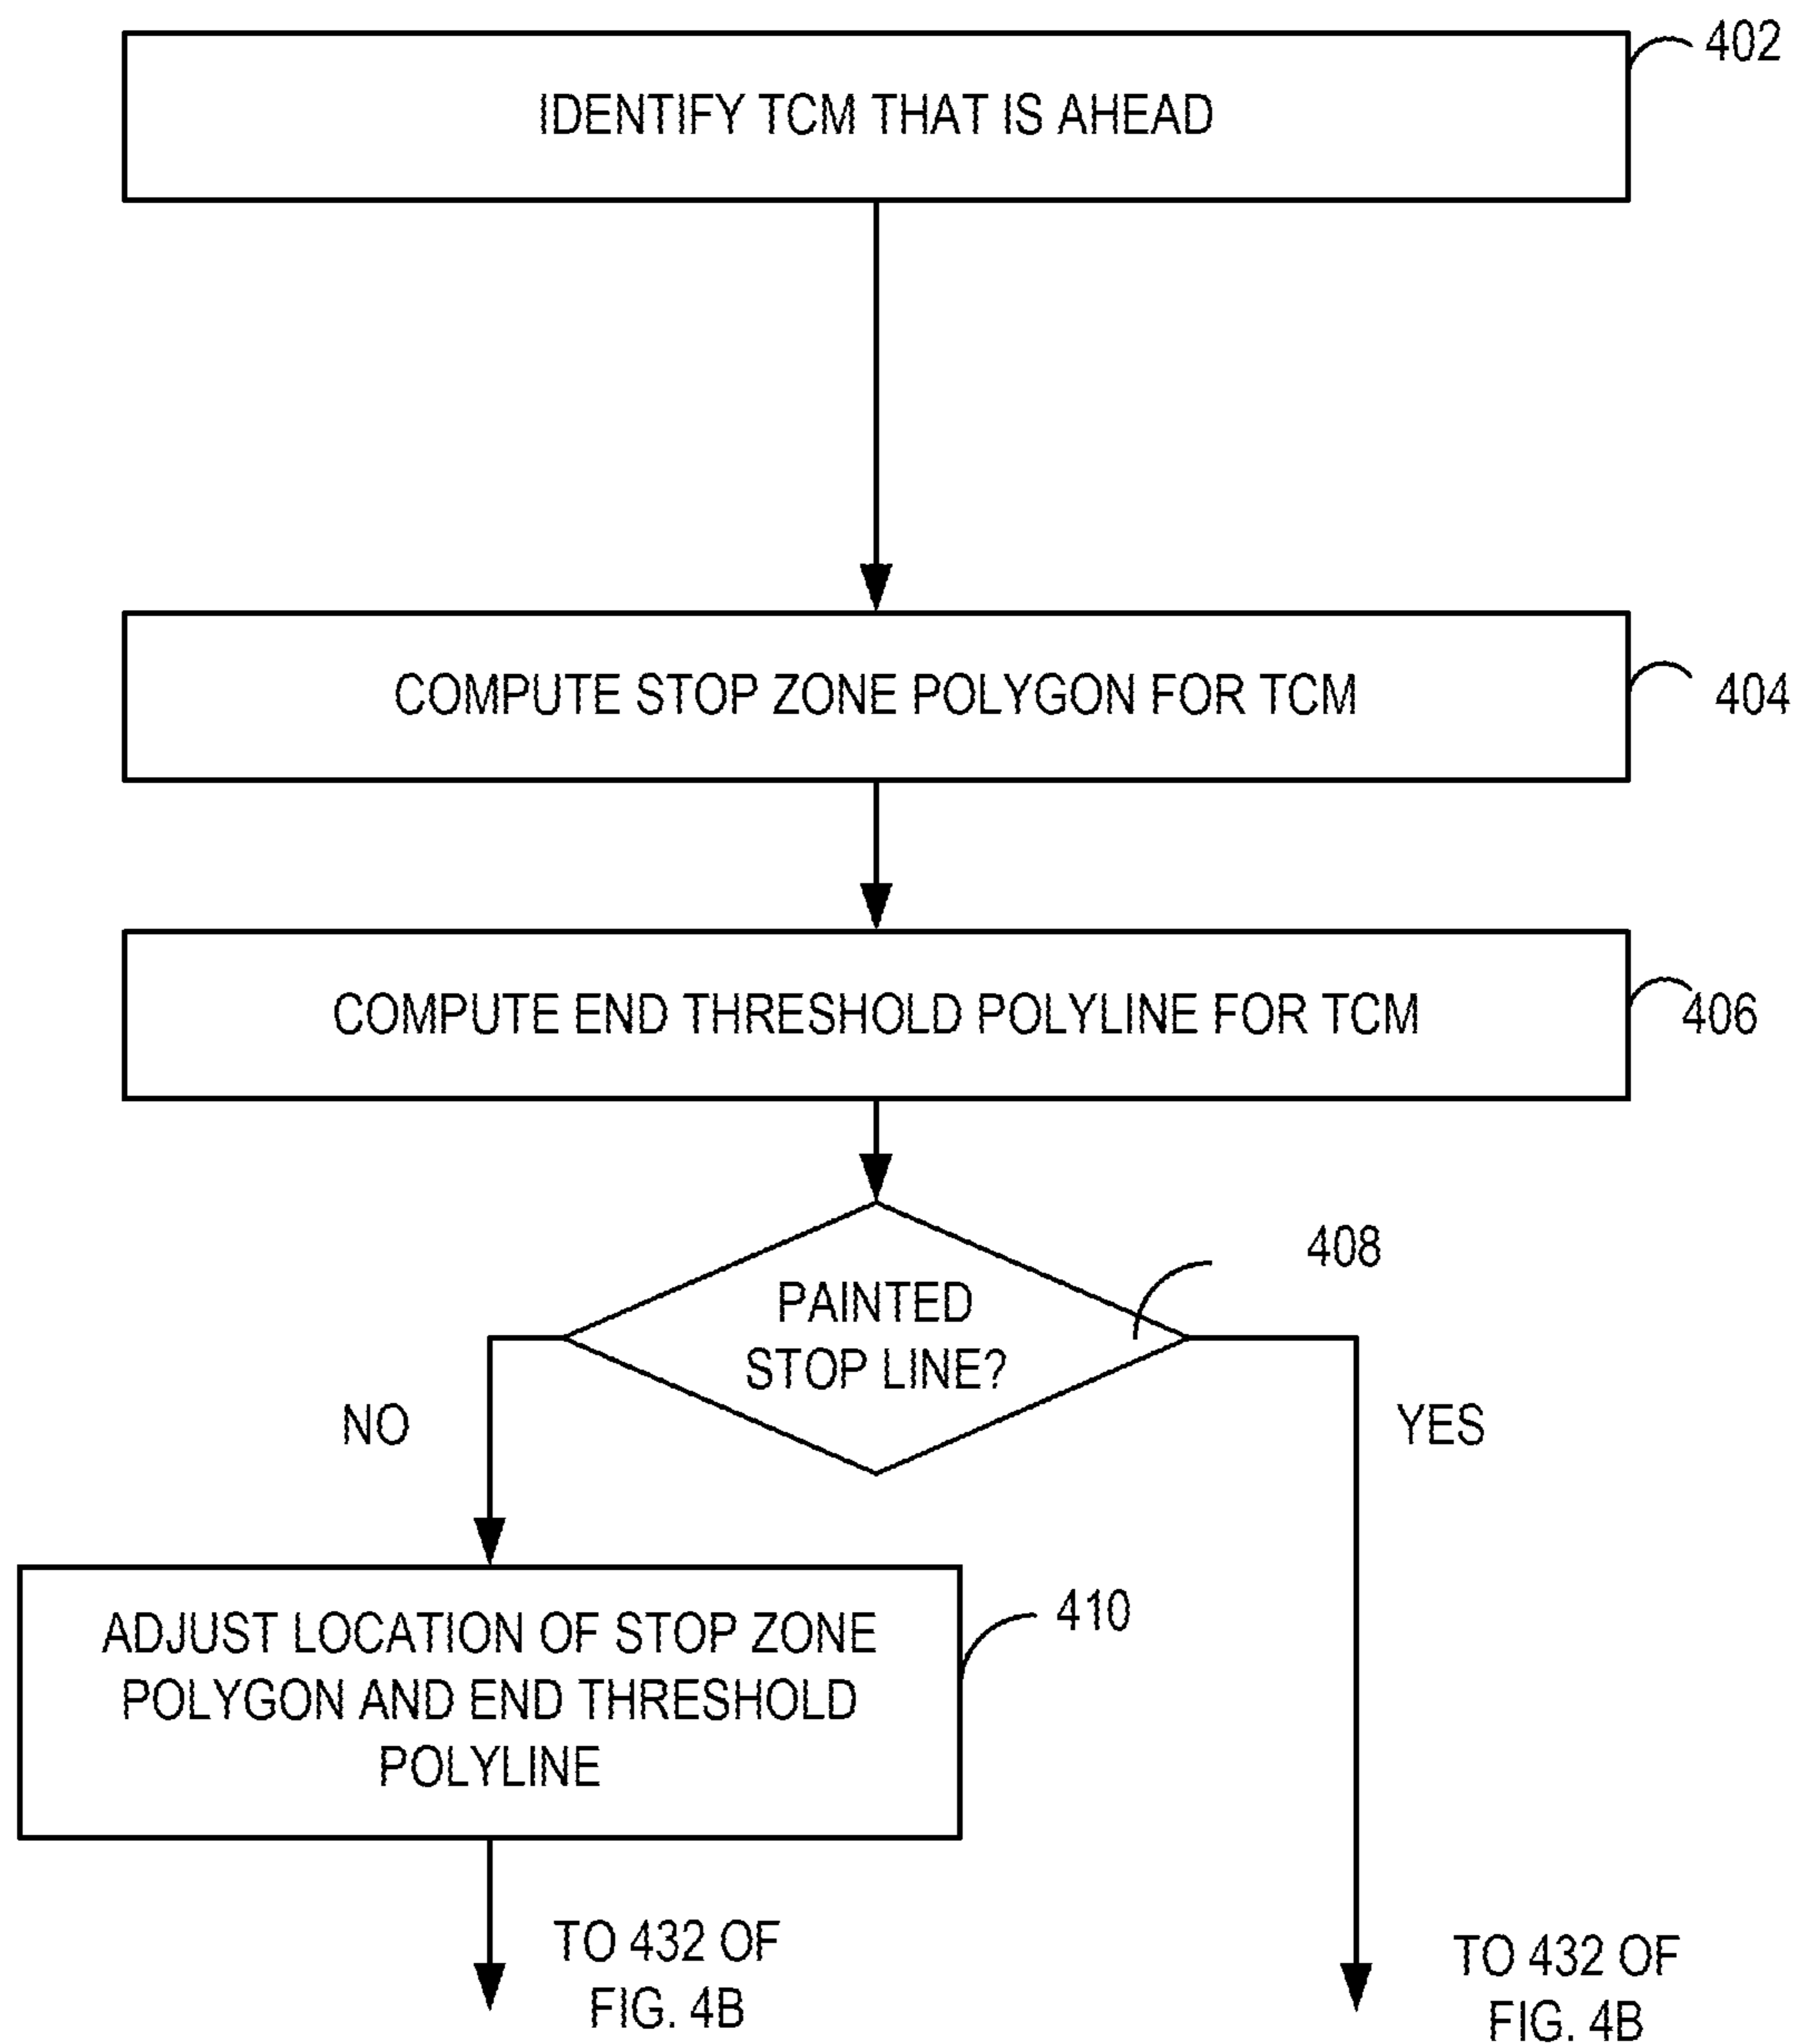 402
IDENTIFY TCM THAT IS AHEAD
COMPUTE STOP ZONE POLYGON FOR TCM
404
COMPUTE END THRESHOLD POLYLINE FOR TCM
406
408
PAINTED
STOP LINE?
NO
YES
ADJUST LOCATION OF STOP ZONE
POLYGON AND END THRESHOLD
POLYLINE
410
TO 432 OF
FIG. 4B
TO 432 OF
FIG. 4B